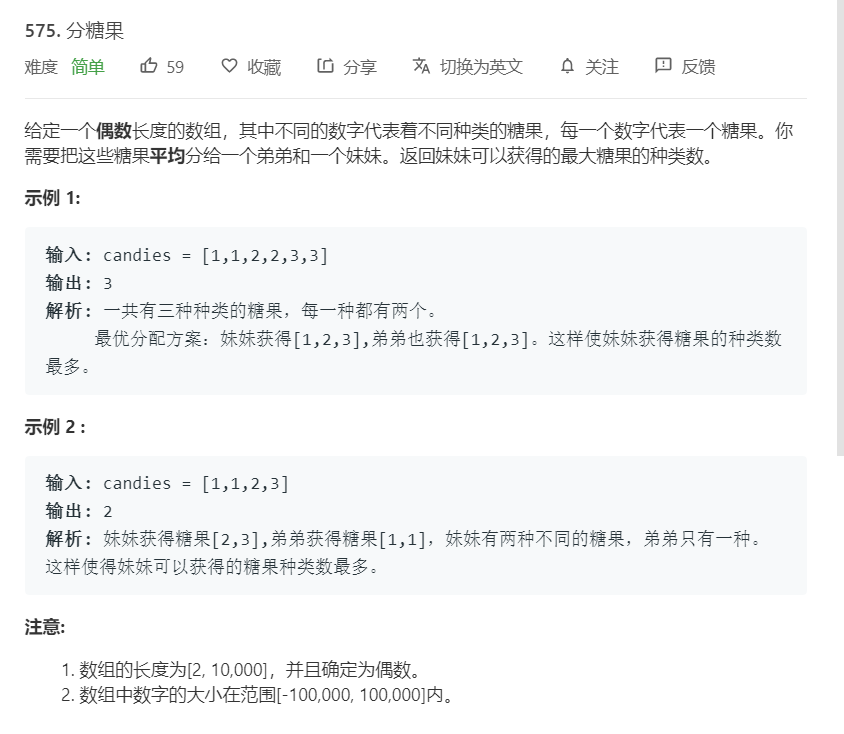 575. 分糖果
难度 简单 59 收藏 分享 切换为英文 关注 反馈
给定一个偶数长度的数组，其中不同的数字代表着不同种类的糖果，每一个数字代表一个糖果。你
需要把这些糖果平均分给一个弟弟和一个妹妹。返回妹妹可以获得的最大糖果的种类数。
示例 1:
输入: candies = [1,1,2,2,3,3]
输出: 3
解析: 一共有三种种类的糖果，每一种都有两个。
最优分配方案：妹妹获得[1,2,3],弟弟也获得[1,2,3]。这样使妹妹获得糖果的种类数
最多。
示例 2 :
输入: candies = [1,1,2,3]
输出: 2
解析: 妹妹获得糖果[2,3],弟弟获得糖果[1,1]，妹妹有两种不同的糖果，弟弟只有一种。
这样使得妹妹可以获得的糖果种类数最多。
注意:
1. 数组的长度为[2, 10,000]，并且确定为偶数。
2. 数组中数字的大小在范围[-100,000, 100,000]内。